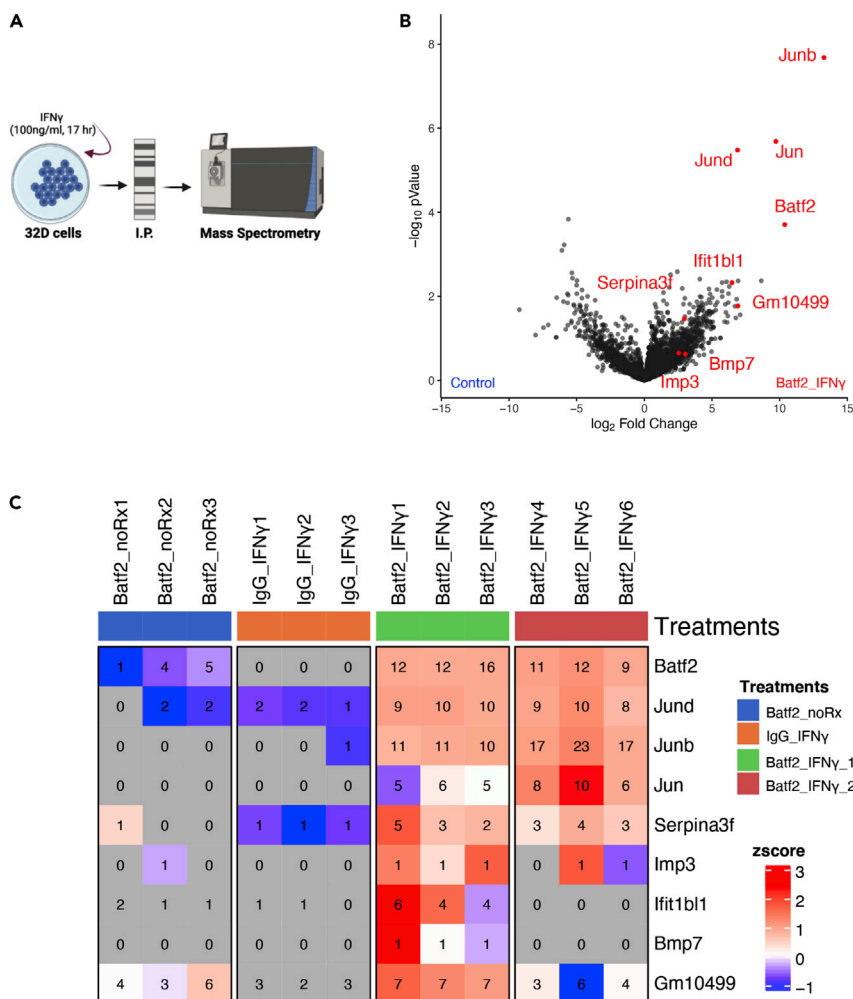 A
IFNγ
(100ng/ml, 17 hr)
32D cells
I.P.
Mass Spectrometry
B
8
6
4
2
0
−log10 pValue
Junb
Jun
Jund
Batf2
Ifit1bl1
Serpina3f
Gm10499
Bmp7
Imp3
Control
Batf2_IFNγ
−15 −10 −5 0 5 10 15
log2 Fold Change
C
Batf2_noRx1 Batf2_noRx2 Batf2_noRx3 IgG_IFNγ1 IgG_IFNγ2 IgG_IFNγ3 Batf2_IFNγ1 Batf2_IFNγ2 Batf2_IFNγ3 Batf2_IFNγ4 Batf2_IFNγ5 Batf2_IFNγ6
Treatments
1 4 5 0 0 0 12 12 16 11 12 9 Batf2
0 2 2 2 2 1 9 10 10 9 10 8 Jund
0 0 0 0 0 1 11 11 10 17 23 17 Junb
0 0 0 0 0 0 5 6 5 8 10 6 Jun
1 0 0 1 1 1 5 3 2 3 4 3 Serpina3f
0 1 0 0 0 0 1 1 1 0 1 1 Imp3
2 1 1 1 1 0 6 4 4 0 0 0 Ifit1bl1
0 0 0 0 0 0 1 1 1 0 0 0 Bmp7
4 3 6 3 2 3 7 7 7 3 6 4 Gm10499
Treatments
Batf2_noRx
IgG_IFNγ
Batf2_IFNγ_1
Batf2_IFNγ_2
zscore
3
2
1
0
−1